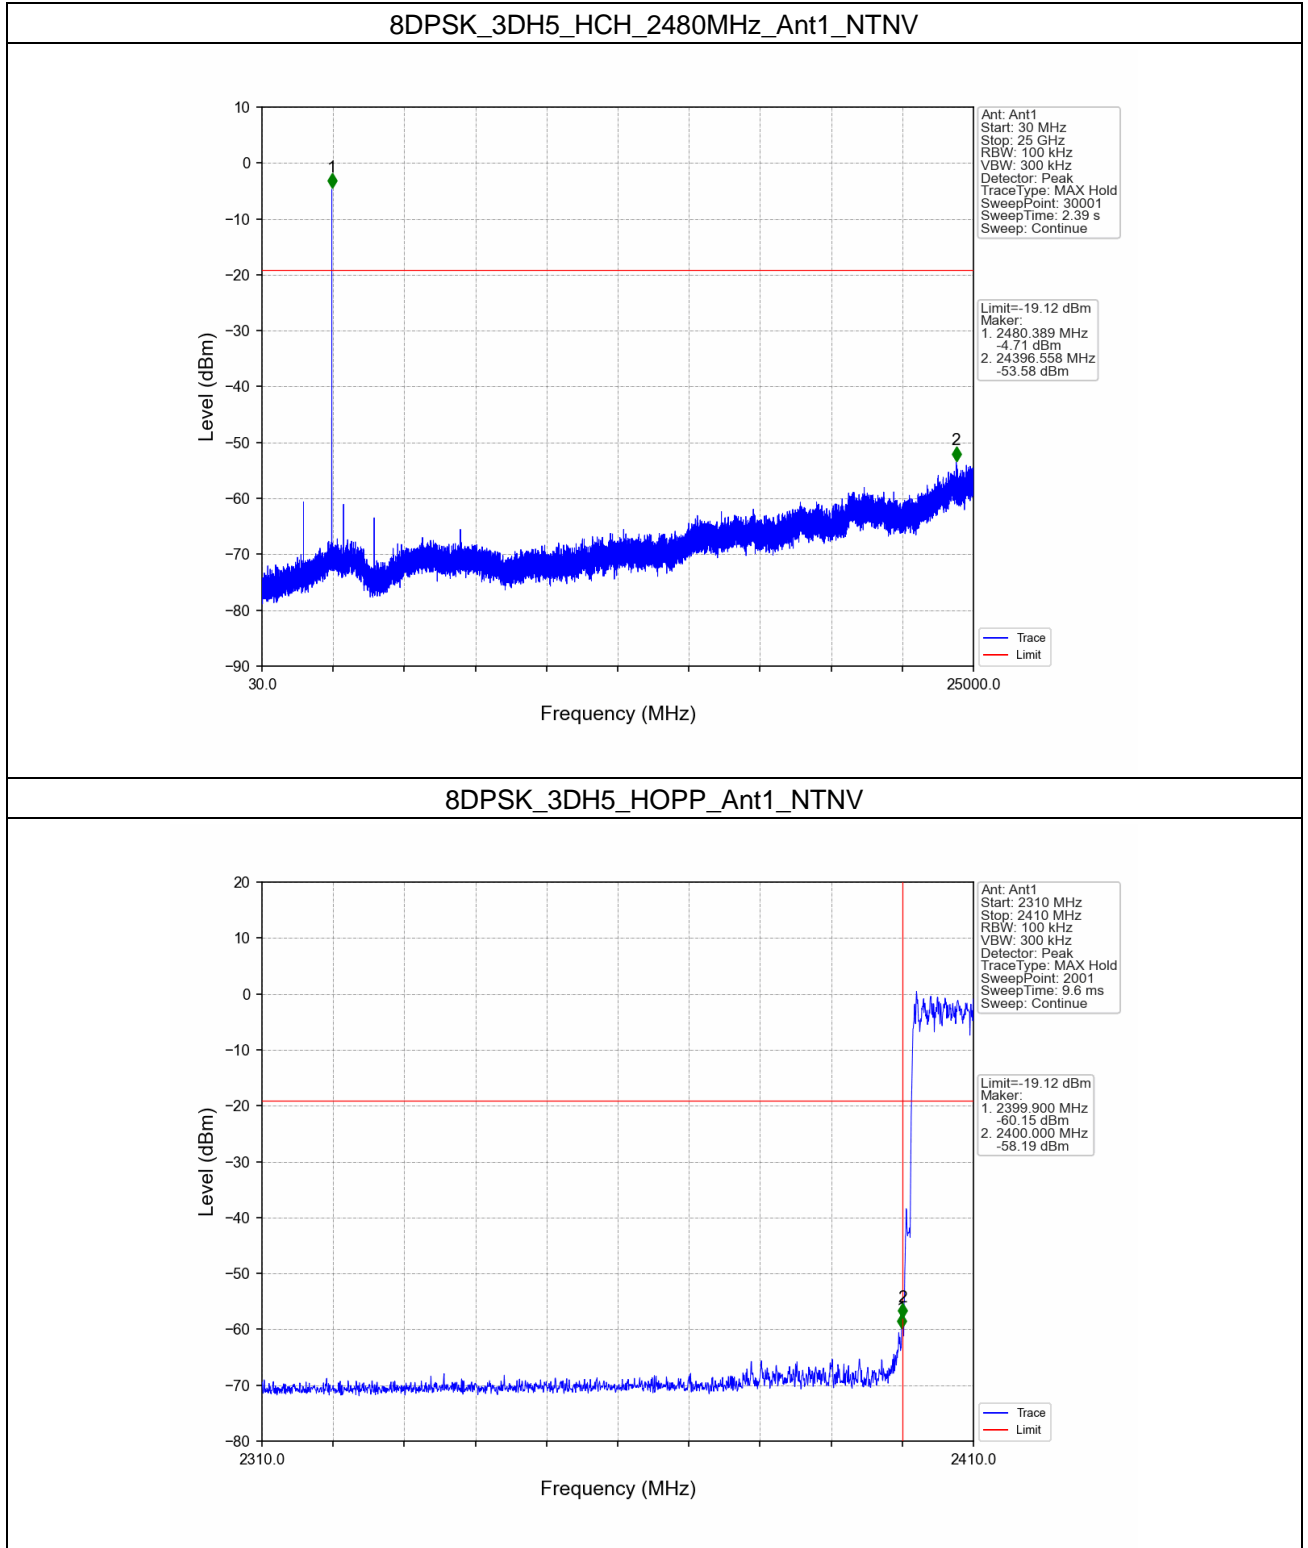 8DPSK_3DH5_HCH_2480MHz_Ant1_NTNV
10
0
−10
−20
−30
−40
−50
−60
−70
−80
−90
Level (dBm)
1
2
30.0
25000.0
Frequency (MHz)
Ant: Ant1
Start: 30 MHz
Stop: 25 GHz
RBW: 100 kHz
VBW: 300 kHz
Detector: Peak
TraceType: MAX Hold
SweepPoint: 30001
SweepTime: 2.39 s
Sweep: Continue
Limit=-19.12 dBm
Maker:
1. 2480.389 MHz
-4.71 dBm
2. 24396.558 MHz
-53.58 dBm
Trace
Limit
8DPSK_3DH5_HOPP_Ant1_NTNV
20
10
0
−10
−20
−30
−40
−50
−60
−70
−80
Level (dBm)
2
2310.0
2410.0
Frequency (MHz)
Ant: Ant1
Start: 2310 MHz
Stop: 2410 MHz
RBW: 100 kHz
VBW: 300 kHz
Detector: Peak
TraceType: MAX Hold
SweepPoint: 2001
SweepTime: 9.6 ms
Sweep: Continue
Limit=-19.12 dBm
Maker:
1. 2399.900 MHz
-60.15 dBm
2. 2400.000 MHz
-58.19 dBm
Trace
Limit